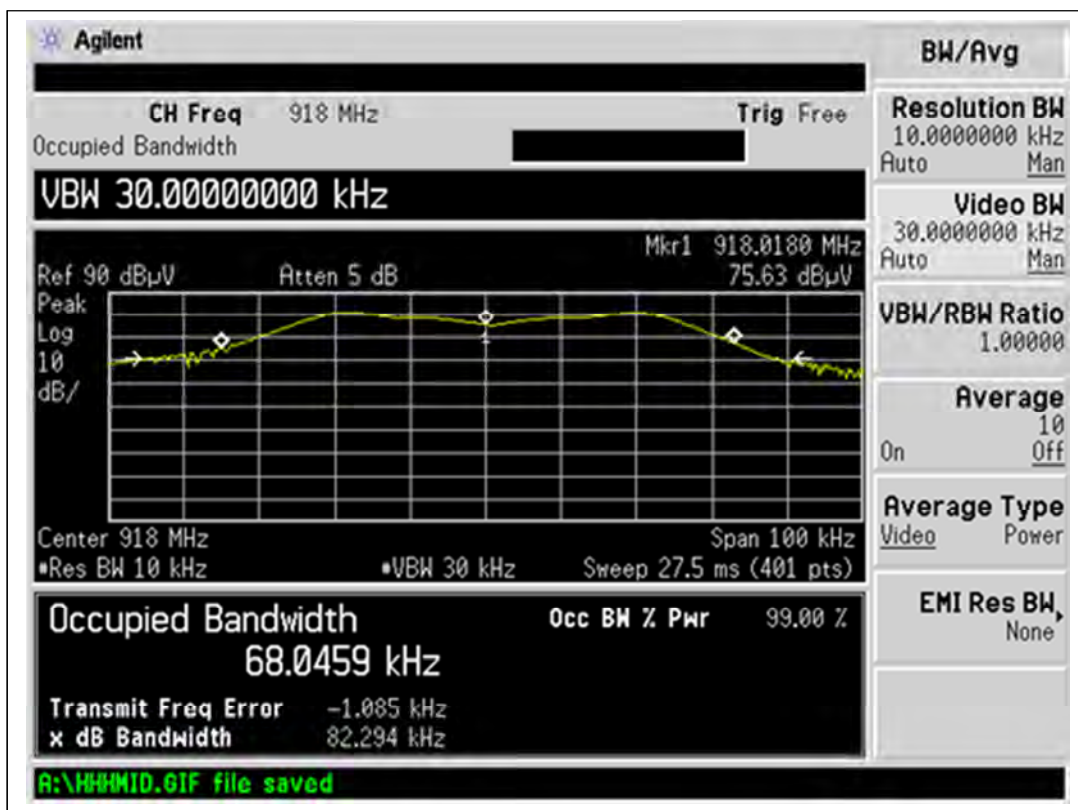 Agilent
BW/Avg
CH Freq 918 MHz Trig Free
Occupied Bandwidth
VBW 30.00000000 kHz
Mkr1 918.0180 MHz
Ref 90 dBµV Atten 5 dB 75.63 dBµV
Peak
Log
10
dB/
1
Center 918 MHz Span 100 kHz
Res BW 10 kHz VBW 30 kHz Sweep 27.5 ms (401 pts)
Occupied Bandwidth Occ BW % Pwr 99.00 %
68.0459 kHz
Transmit Freq Error -1.085 kHz
x dB Bandwidth 82.294 kHz
A:\HHHMID.GIF file saved
Resolution BW
10.0000000 kHz
Auto Man
Video BW
30.0000000 kHz
Auto Man
VBW/RBW Ratio
1.00000
Average
10
On Off
Average Type
Video Power
EMI Res BW
None